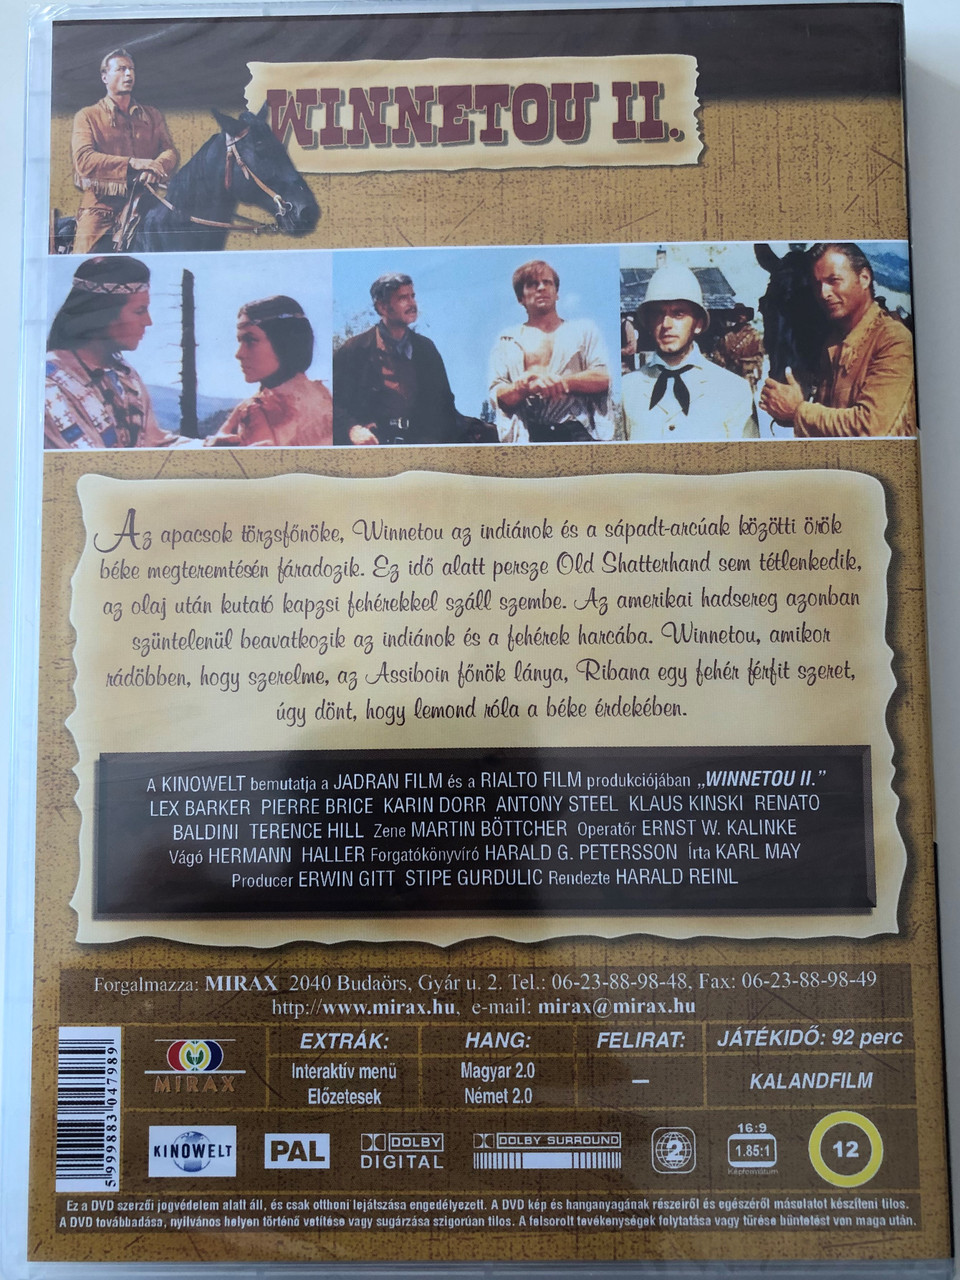 WINNETOU II.
Az apacsok törzsfőnöke, Winnetou az indiánok és a sápadt-arcúak közötti örök
béke megteremtésén fáradozik. Ez idő alatt persze Old Shatterhand sem tétlenkedik,
az olaj után kutató kapzsi fehérekkel száll szembe. Az amerikai hadsereg azonban
szüntelenül beavatkozik az indiánok és a fehérek harcába. Winnetou, amikor
rádöbben, hogy szerelme, az Assiboin főnök lánya, Ribana egy fehér férfit szeret,
úgy dönt, hogy lemond róla a béke érdekében.
A KINOWELT bemutatja a JADRAN FILM és a RIALTO FILM produkciójában „WINNETOU II.”
LEX BARKER PIERRE BRICE KARIN DORR ANTONY STEEL KLAUS KINSKI RENATO
BALDINI TERENCE HILL Zene MARTIN BÖTTCHER Operatőr ERNST W. KALINKE
Vágó HERMANN HALLER Forgatókönyvíró HARALD G. PETERSSON Írta KARL MAY
Producer ERWIN GITT STIPE GURDULIC Rendezte HARALD REINL
Forgalmazza: MIRAX 2040 Budaörs, Gyár u. 2. Tel.: 06-23-88-98-48, Fax: 06-23-88-98-49
http://www.mirax.hu, e-mail: mirax@mirax.hu
5999883047989
MIRAX
EXTRÁK:
Interaktív menü
Előzetesek
HANG:
Magyar 2.0
Német 2.0
FELIRAT:
–
JÁTÉKIDŐ: 92 perc
KALANDFILM
KINOWELT
PAL
DOLBY
DIGITAL
DOLBY SURROUND
2
16:9
1.85:1
Képformátum
12
Ez a DVD szerzői jogvédelem alatt áll, és csak otthoni lejátszása engedélyezett. A DVD kép és hanganyagának részeiről és egészéről másolatot készíteni tilos.
A DVD továbbadása, nyilvános helyen történő vetítése vagy sugárzása szigorúan tilos. A felsorolt tevékenységek folytatása vagy tűrése büntetést von maga után.